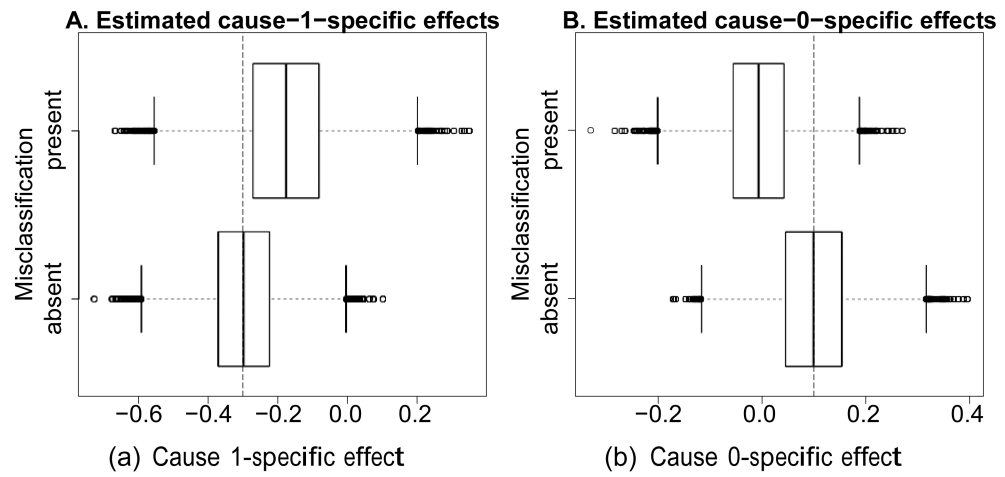 A. Estimated cause−1−specific effects
Misclassification
present
absent
−0.6 −0.4 −0.2 0.0 0.2
(a) Cause 1-specific effect
B. Estimated cause−0−specific effects
Misclassification
present
absent
−0.2 0.0 0.2 0.4
(b) Cause 0-specific effect